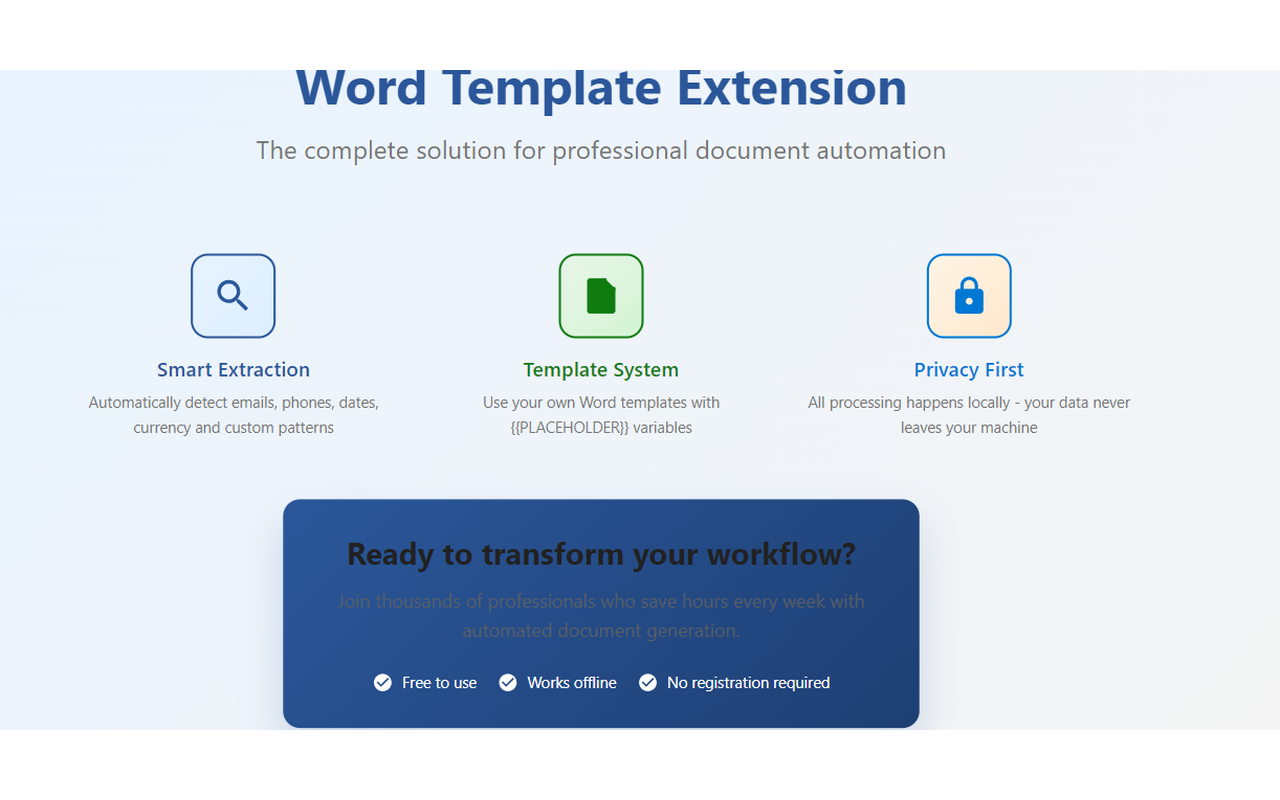 Word Template Extension
The complete solution for professional document automation
Smart Extraction
Automatically detect emails, phones, dates,
currency and custom patterns
Template System
Use your own Word templates with
{{PLACEHOLDER}} variables
Privacy First
All processing happens locally - your data never
leaves your machine
Ready to transform your workflow?
Join thousands of professionals who save hours every week with
automated document generation.
Free to use
Works offline
No registration required